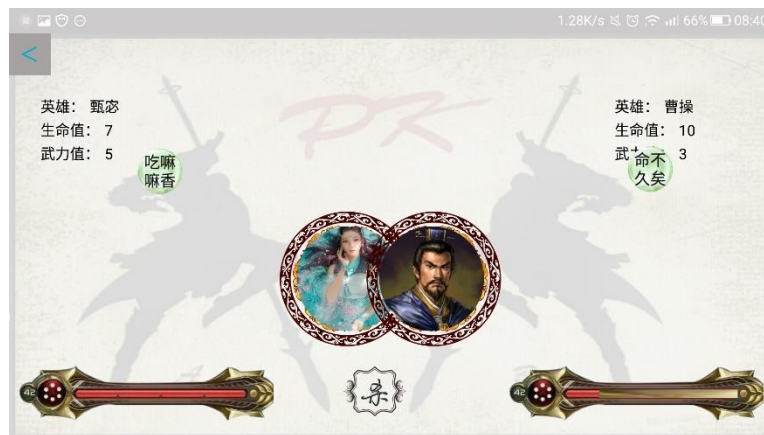 1.28K/s 66% 08:40
<
PK
英雄： 甄宓
生命值： 7
武力值： 5
吃嘛
嘛香
英雄： 曹操
生命值： 10
武 3
命不
久矣
42
杀
42